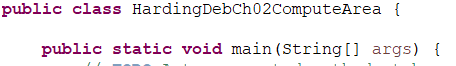 public class HardingDebCh02ComputeArea {
public static void main(String[] args) {